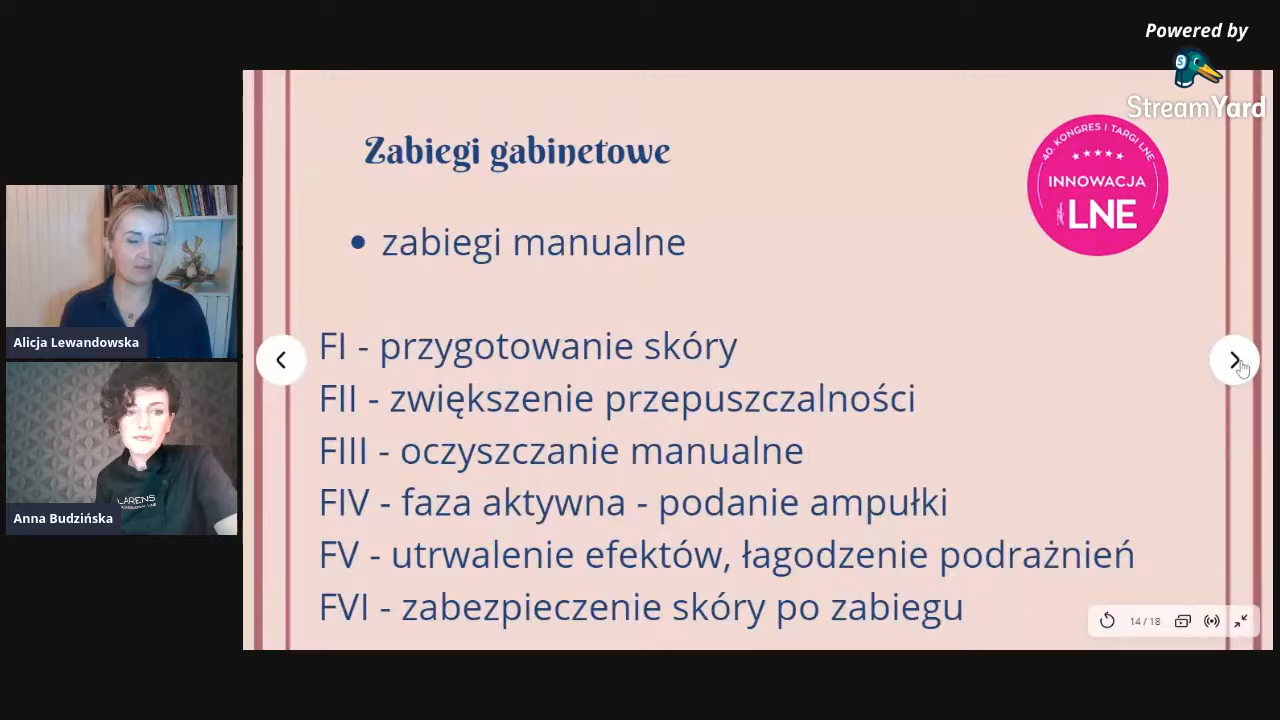 Powered by
StreamYard
Zabiegi gabinetowe
40. KONGRES I TARGI LNE
INNOWACJA
LNE
• zabiegi manualne
FI - przygotowanie skóry
FII - zwiększenie przepuszczalności
FIII - oczyszczanie manualne
FIV - faza aktywna - podanie ampułki
FV - utrwalenie efektów, łagodzenie podrażnień
FVI - zabezpieczenie skóry po zabiegu
14 / 18
Alicja Lewandowska
LARENS
Anna Budzińska